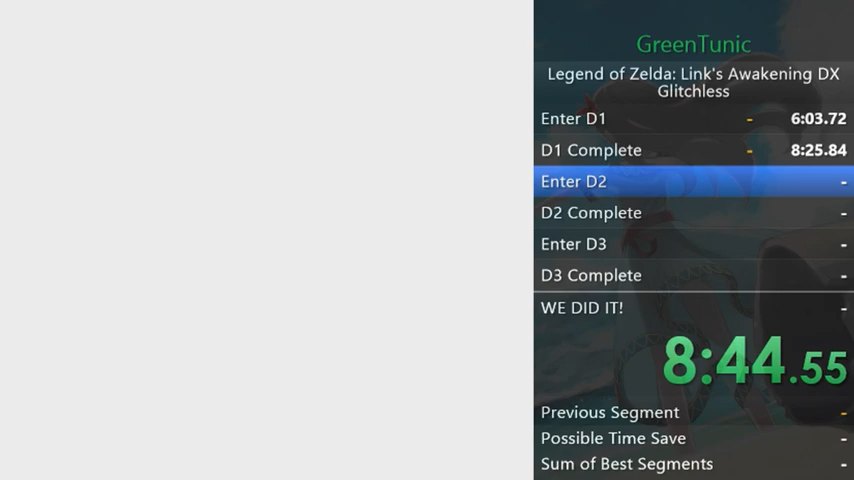 GreenTunic
Legend of Zelda: Link's Awakening DX
Glitchless
Enter D1 - 6:03.72
D1 Complete - 8:25.84
Enter D2 -
D2 Complete -
Enter D3 -
D3 Complete -
WE DID IT! -
8:44.55
Previous Segment -
Possible Time Save -
Sum of Best Segments -